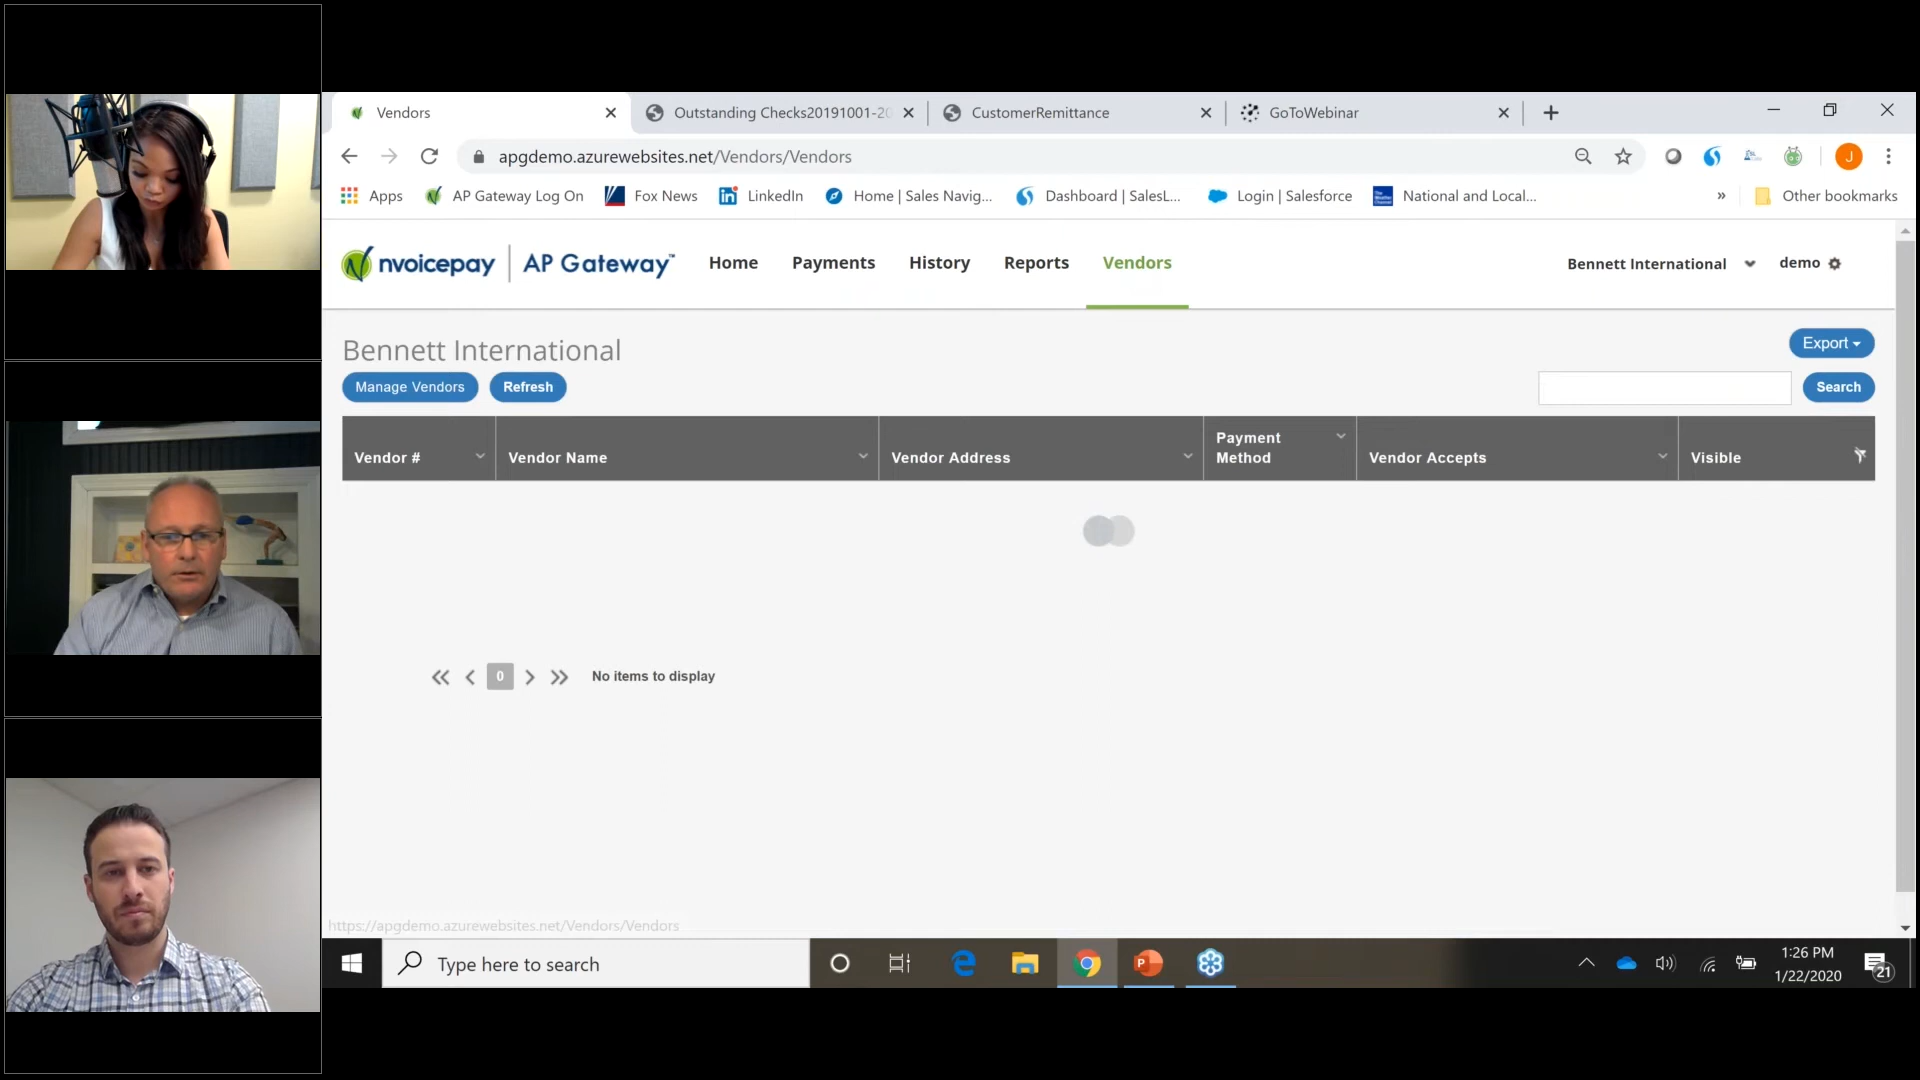 Vendors
Outstanding Checks20191001-20
CustomerRemittance
GoToWebinar
apgdemo.azurewebsites.net/Vendors/Vendors
J
Apps
AP Gateway Log On
Fox News
LinkedIn
Home | Sales Navig...
Dashboard | SalesL...
Login | Salesforce
National and Local...
»
Other bookmarks
nvoicepay | AP Gateway™
Home
Payments
History
Reports
Vendors
Bennett International
demo
Bennett International
Export
Manage Vendors
Refresh
Search
Vendor #
Vendor Name
Vendor Address
Payment
Method
Vendor Accepts
Visible
0
No items to display
https://apgdemo.azurewebsites.net/Vendors/Vendors
Type here to search
1:26 PM
1/22/2020
21